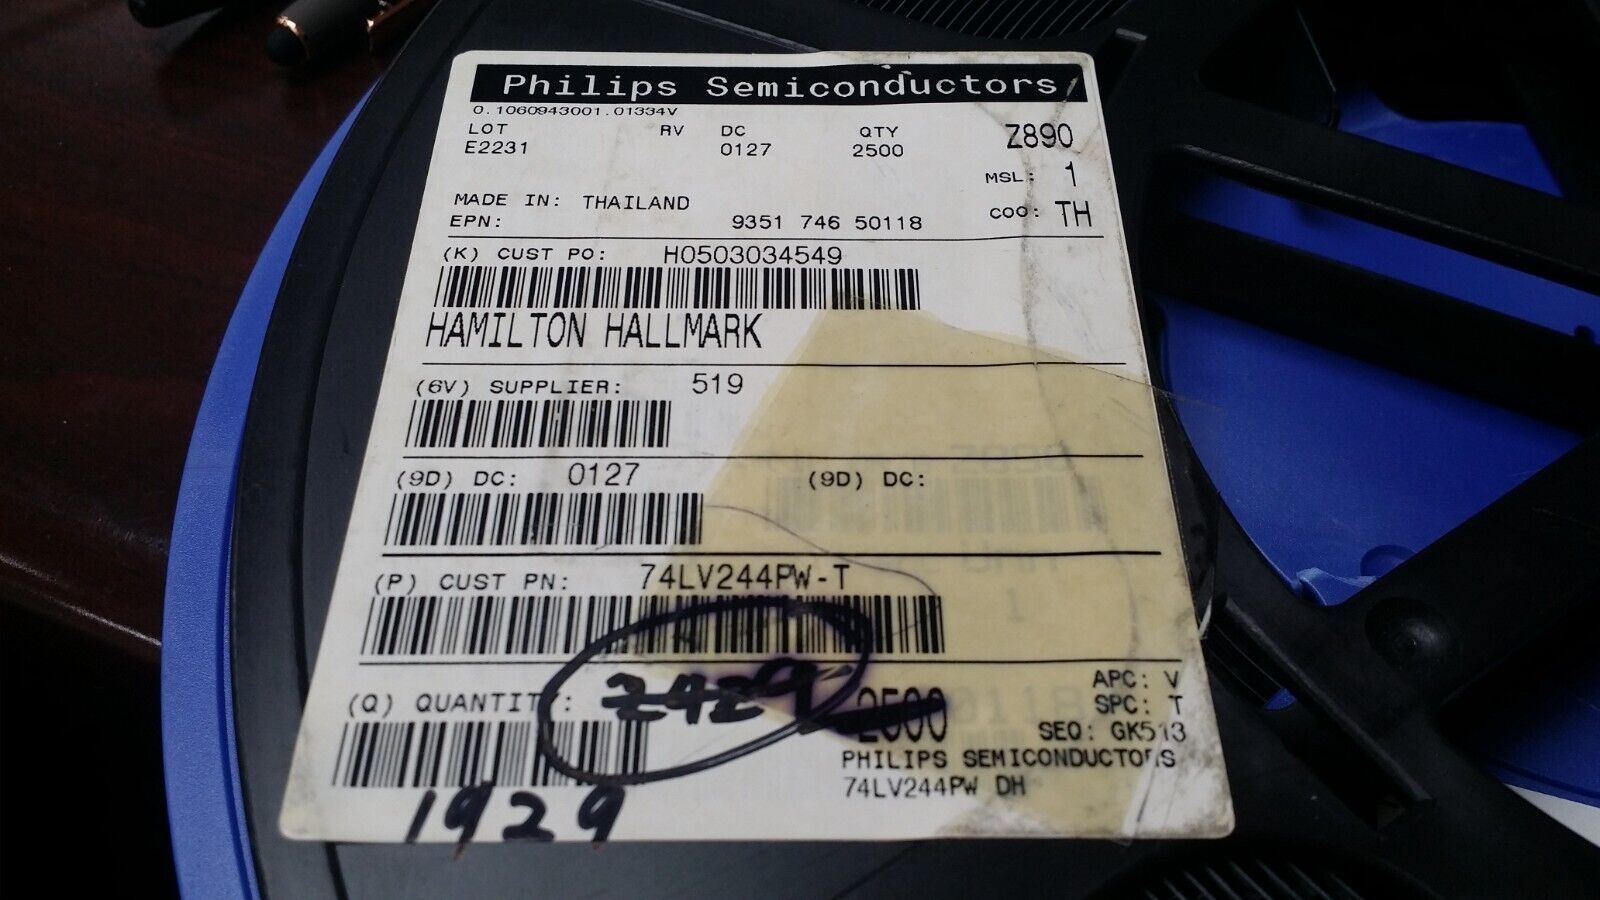 Philips Semiconductors
0.1060943001.01334V
LOT RV DC QTY Z890
E2231 0127 2500
MSL: 1
MADE IN: THAILAND
COO: TH
EPN: 9351 746 50118
(K) CUST PO: H0503034549
HAMILTON HALLMARK
(6V) SUPPLIER: 519
(9D) DC: 0127 (9D) DC:
(P) CUST PN: 74LV244PW-T
APC: V
(Q) QUANTITY: 2429 2500 SPC: T
SEQ: GK513
PHILIPS SEMICONDUCTORS
74LV244PW DH
1929